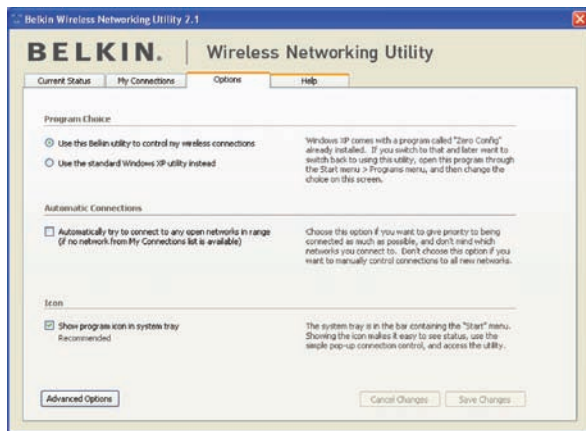 Belkin Wireless Networking Utility 2.1
BELKIN. Wireless Networking Utility
Current Status My Connections Options Help
Program Choice
Use this Belkin utility to control my wireless connections
Use the standard Windows XP utility instead
Windows XP comes with a program called "Zero Config"
already installed. If you switch to that and later want to
switch back to using this utility, open this program through
the Start menu > Programs menu, and then change the
choice on this screen.
Automatic Connections
Automatically try to connect to any open networks in range
(if no network from My Connections list is available)
Choose this option if you want to give priority to being
connected as much as possible, and don't mind which
networks you connect to. Don't choose this option if you
want to manually control connections to all new networks.
Icon
Show program icon in system tray
Recommended
The system tray is in the bar containing the "Start" menu.
Showing the icon makes it easy to see status, use the
simple pop-up connection control, and access the utility.
Advanced Options Cancel Changes Save Changes